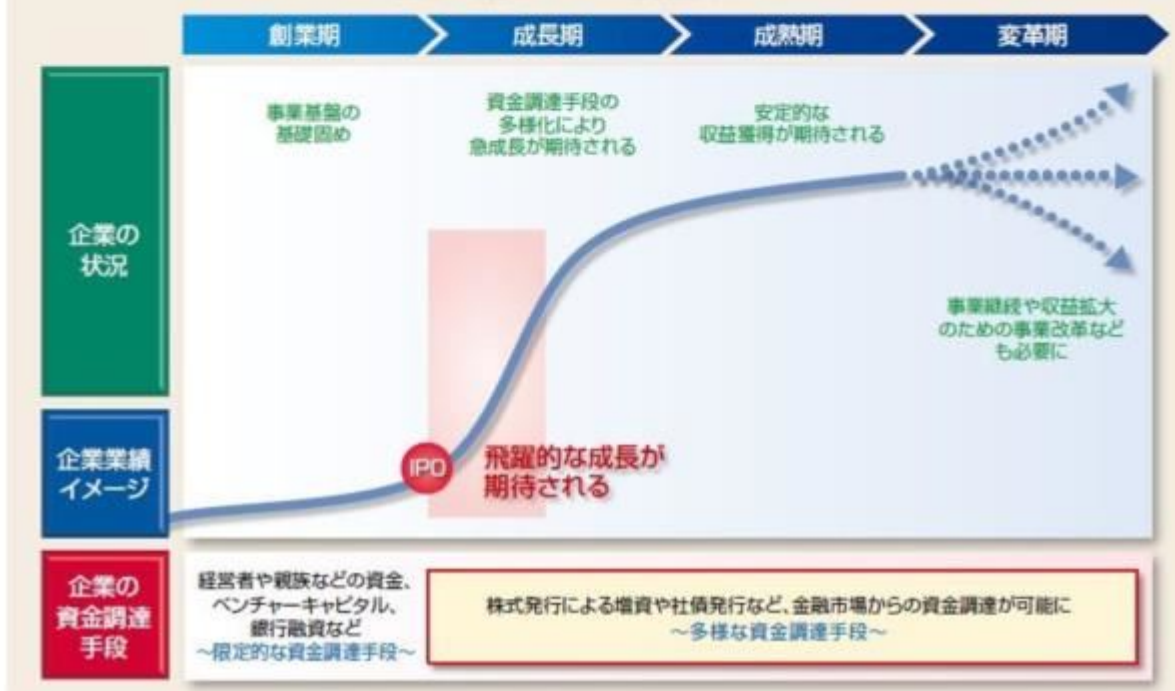 創業期
成長期
成熟期
変革期
企業の
状況
事業基盤の
基礎固め
資金調達手段の
多様化により
急成長が期待される
安定的な
収益獲得が期待される
事業継続や収益拡大
のための事業改革など
も必要に
企業業績
イメージ
IPO
飛躍的な成長が
期待される
企業の
資金調達
手段
経営者や親族などの資金、
ベンチャーキャピタル、
銀行融資など
～限定的な資金調達手段～
株式発行による増資や社債発行など、金融市場からの資金調達が可能に
～多様な資金調達手段～